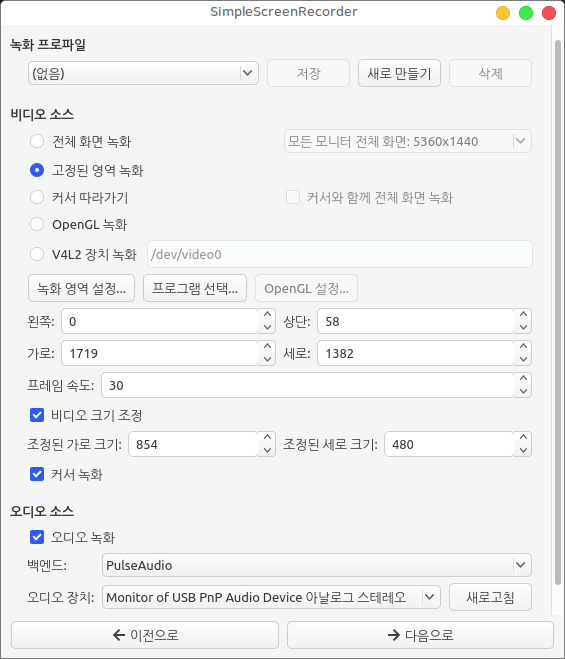 SimpleScreenRecorder
녹화 프로파일
(없음) 저장 새로 만들기 삭제
비디오 소스
전체 화면 녹화 모든 모니터 전체 화면: 5360x1440
고정된 영역 녹화
커서 따라가기 커서와 함께 전체 화면 녹화
OpenGL 녹화
V4L2 장치 녹화 /dev/video0
녹화 영역 설정... 프로그램 선택... OpenGL 설정...
왼쪽: 0 상단: 58
가로: 1719 세로: 1382
프레임 속도: 30
비디오 크기 조정
조정된 가로 크기: 854 조정된 세로 크기: 480
커서 녹화
오디오 소스
오디오 녹화
백엔드: PulseAudio
오디오 장치: Monitor of USB PnP Audio Device 아날로그 스테레오 새로고침
이전으로 다음으로